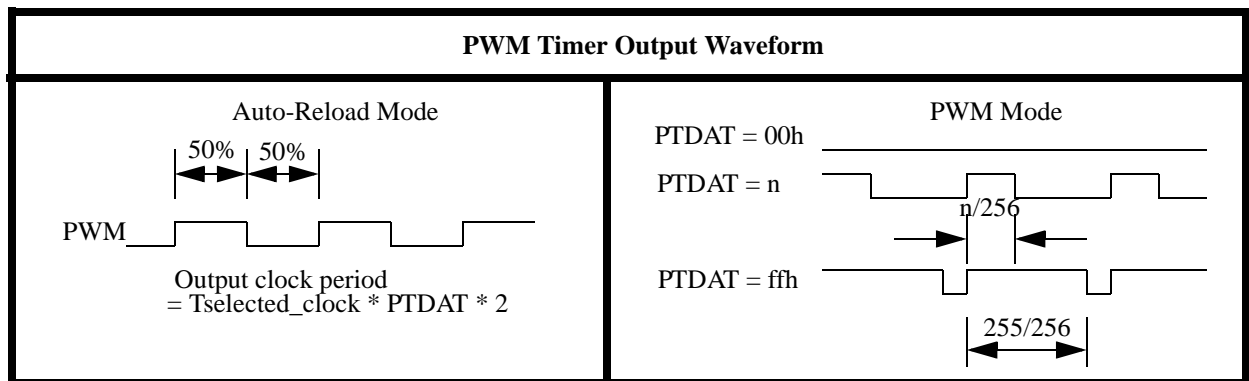 PWM Timer Output Waveform
Auto-Reload Mode
50% 50%
PWM
Output clock period
= Tselected_clock * PTDAT * 2
PWM Mode
PTDAT = 00h
PTDAT = n
n/256
PTDAT = ffh
255/256